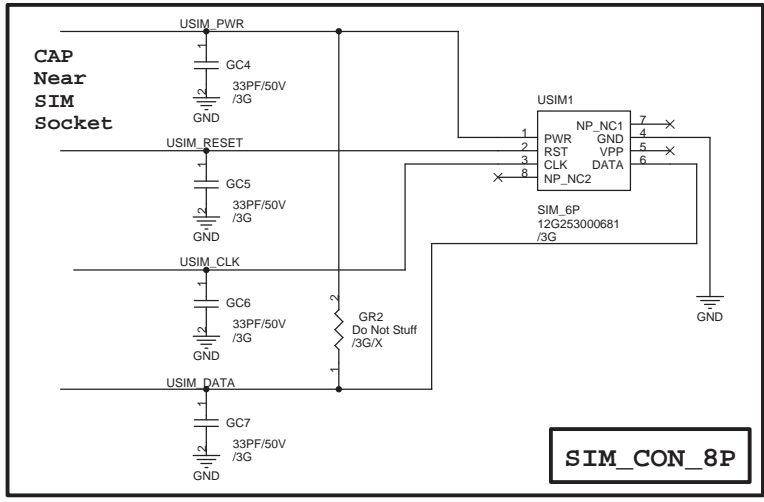 USIM_PWR
CAP
Near
SIM
Socket
1
GC4
2
33PF/50V
/3G
GND
USIM_RESET
1
GC5
2
33PF/50V
/3G
GND
USIM_CLK
1
GC6
2
33PF/50V
/3G
GND
USIM_DATA
1
GC7
2
33PF/50V
/3G
GND
2
GR2
Do Not Stuff
/3G/X
1
USIM1
1 PWR NP_NC1 7
2 RST GND 4
3 CLK VPP 5
8 NP_NC2 DATA 6
SIM_6P
12G253000681
/3G
GND
SIM_CON_8P